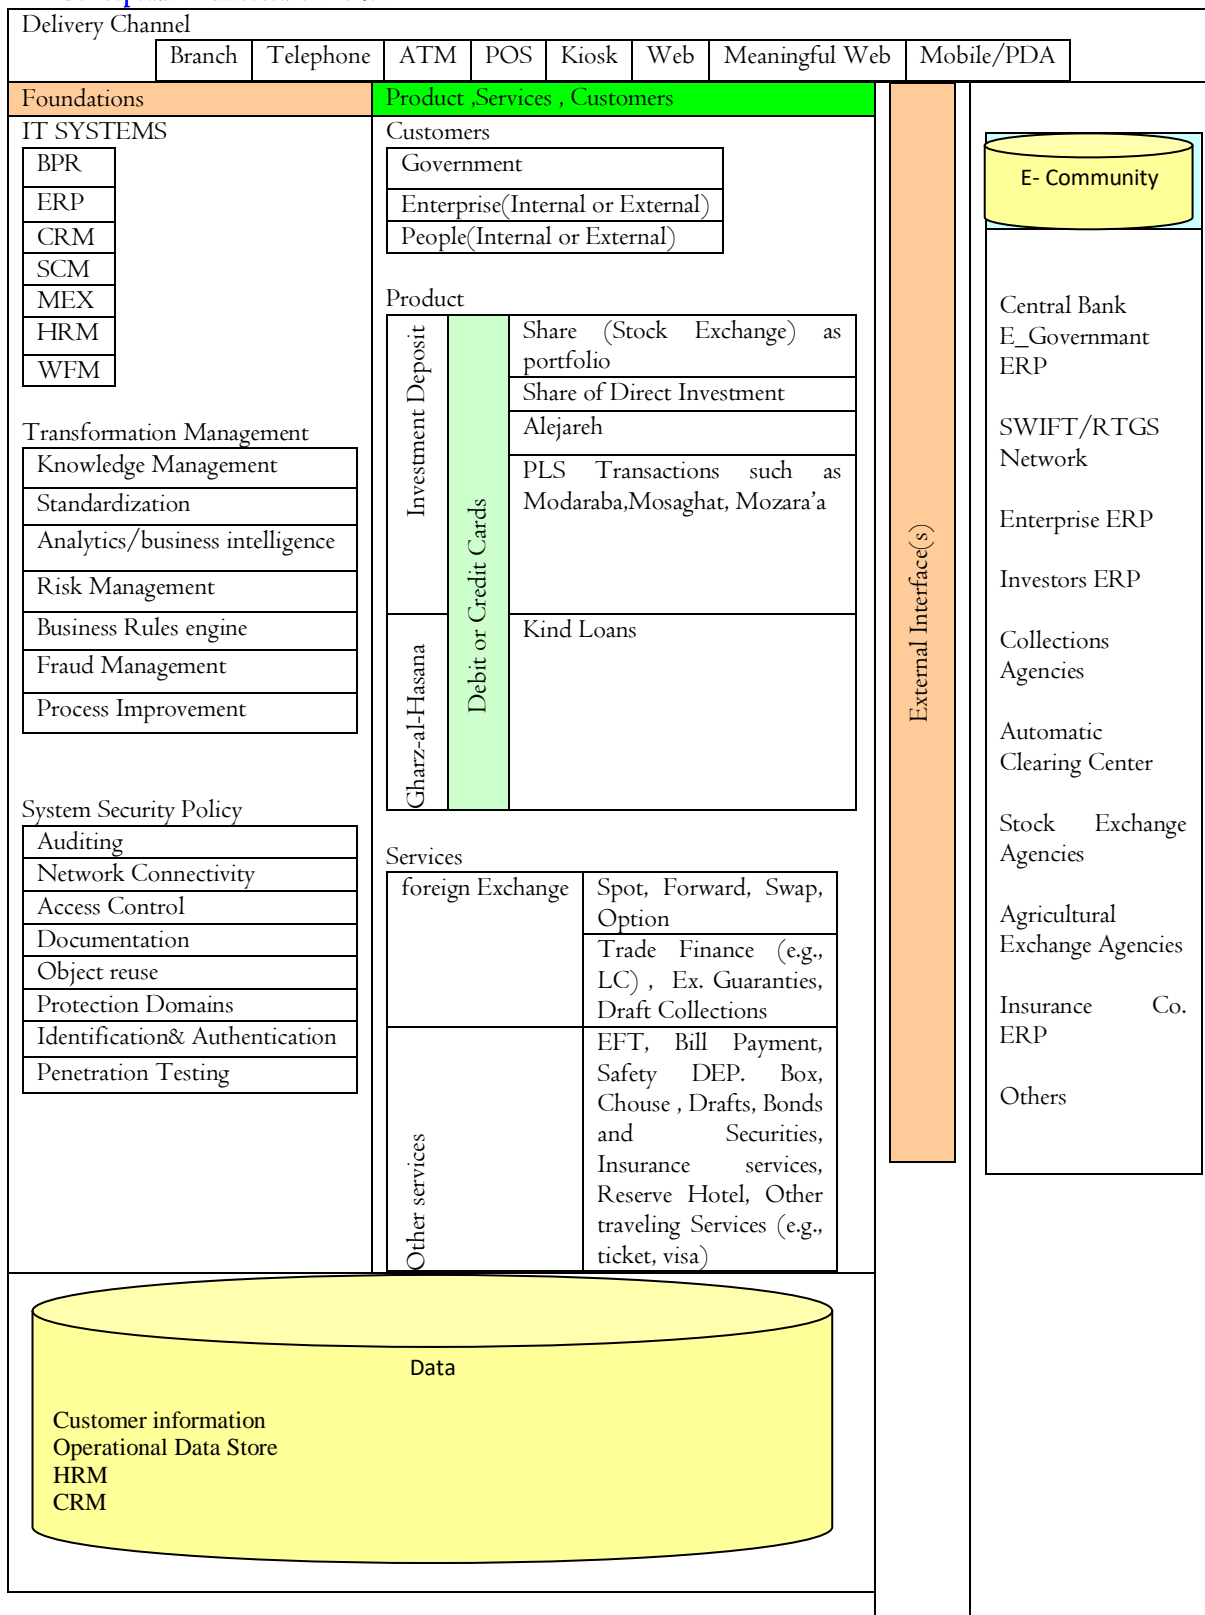 Delivery Channel
Branch Telephone ATM POS Kiosk Web Meaningful Web Mobile/PDA
Foundations
IT SYSTEMS
BPR
ERP
CRM
SCM
MEX
HRM
WFM
Transformation Management
Knowledge Management
Standardization
Analytics/business intelligence
Risk Management
Business Rules engine
Fraud Management
Process Improvement
System Security Policy
Auditing
Network Connectivity
Access Control
Documentation
Object reuse
Protection Domains
Identification& Authentication
Penetration Testing
Product ,Services , Customers
Customers
Government
Enterprise(Internal or External)
People(Internal or External)
Product
Investment Deposit
Gharz-al-Hasana
Debit or Credit Cards
Share (Stock Exchange) as
portfolio
Share of Direct Investment
Alejareh
PLS Transactions such as
Modaraba,Mosaghat, Mozara’a
Kind Loans
Services
foreign Exchange
Spot, Forward, Swap,
Option
Trade Finance (e.g.,
LC) , Ex. Guaranties,
Draft Collections
Other services
EFT, Bill Payment,
Safety DEP. Box,
Chouse , Drafts, Bonds
and Securities,
Insurance services,
Reserve Hotel, Other
traveling Services (e.g.,
ticket, visa)
External Interface(s)
E- Community
Central Bank
E_Governmant
ERP
SWIFT/RTGS
Network
Enterprise ERP
Investors ERP
Collections
Agencies
Automatic
Clearing Center
Stock Exchange
Agencies
Agricultural
Exchange Agencies
Insurance Co.
ERP
Others
Data
Customer information
Operational Data Store
HRM
CRM